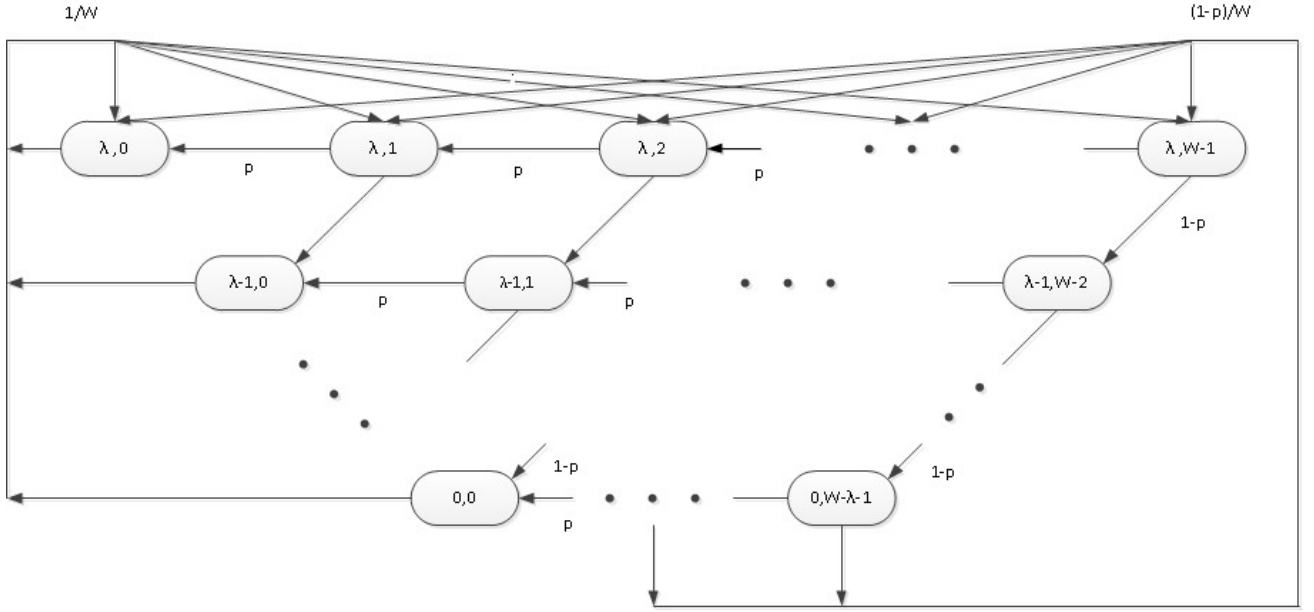 1/W (1-p)/W
λ ,0 λ ,1 λ ,2 λ ,W-1
p p p
1-p
λ-1,0 λ-1,1 λ-1,W-2
p p
1-p 1-p
0,0 0,W-λ-1
p